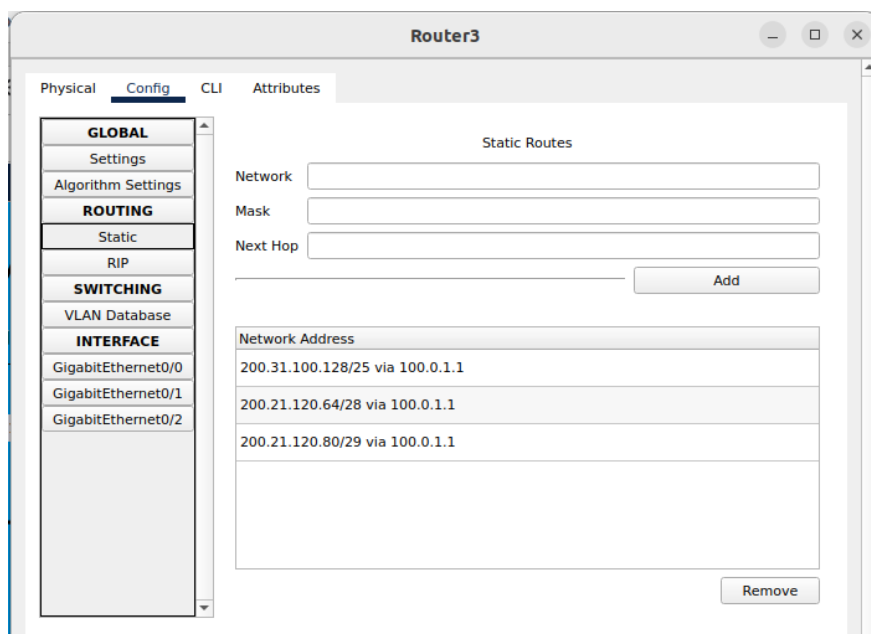 Router3
Physical Config CLI Attributes
GLOBAL
Settings
Algorithm Settings
ROUTING
Static
RIP
SWITCHING
VLAN Database
INTERFACE
GigabitEthernet0/0
GigabitEthernet0/1
GigabitEthernet0/2
Static Routes
Network
Mask
Next Hop
Add
Network Address
200.31.100.128/25 via 100.0.1.1
200.21.120.64/28 via 100.0.1.1
200.21.120.80/29 via 100.0.1.1
Remove